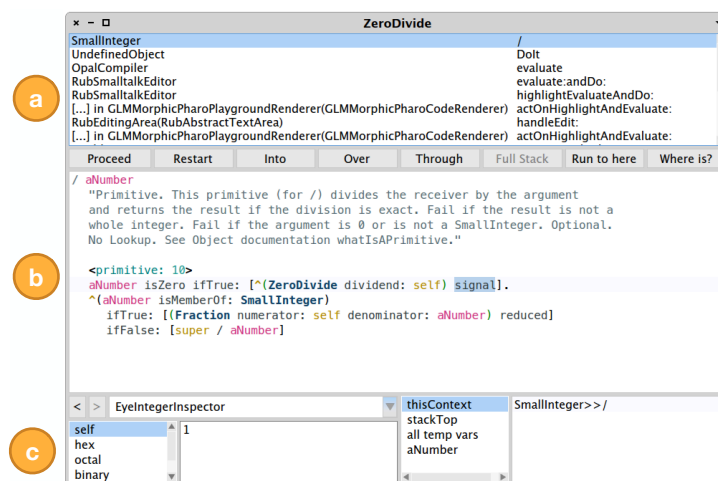 × - □ ZeroDivide
SmallInteger /
UndefinedObject DoIt
OpalCompiler evaluate
RubSmalltalkEditor evaluate:andDo:
RubSmalltalkEditor highlightEvaluateAndDo:
[...] in GLMMorphicPharoPlaygroundRenderer(GLMMorphicPharoCodeRenderer) actOnHighlightAndEvaluate:
RubEditingArea(RubAbstractTextArea) handleEdit:
[...] in GLMMorphicPharoPlaygroundRenderer(GLMMorphicPharoCodeRenderer) actOnHighlightAndEvaluate:
a
Proceed Restart Into Over Through Full Stack Run to here Where is?
/ aNumber
"Primitive. This primitive (for /) divides the receiver by the argument
and returns the result if the division is exact. Fail if the result is not a
whole integer. Fail if the argument is 0 or is not a SmallInteger. Optional.
No Lookup. See Object documentation whatIsAPrimitive."
<primitive: 10>
b
aNumber isZero ifTrue: [^(ZeroDivide dividend: self) signal].
^(aNumber isMemberOf: SmallInteger)
ifTrue: [(Fraction numerator: self denominator: aNumber) reduced]
ifFalse: [super / aNumber]
< > EyeIntegerInspector thisContext SmallInteger>>/
self 1 stackTop
hex all temp vars
octal aNumber
binary
c